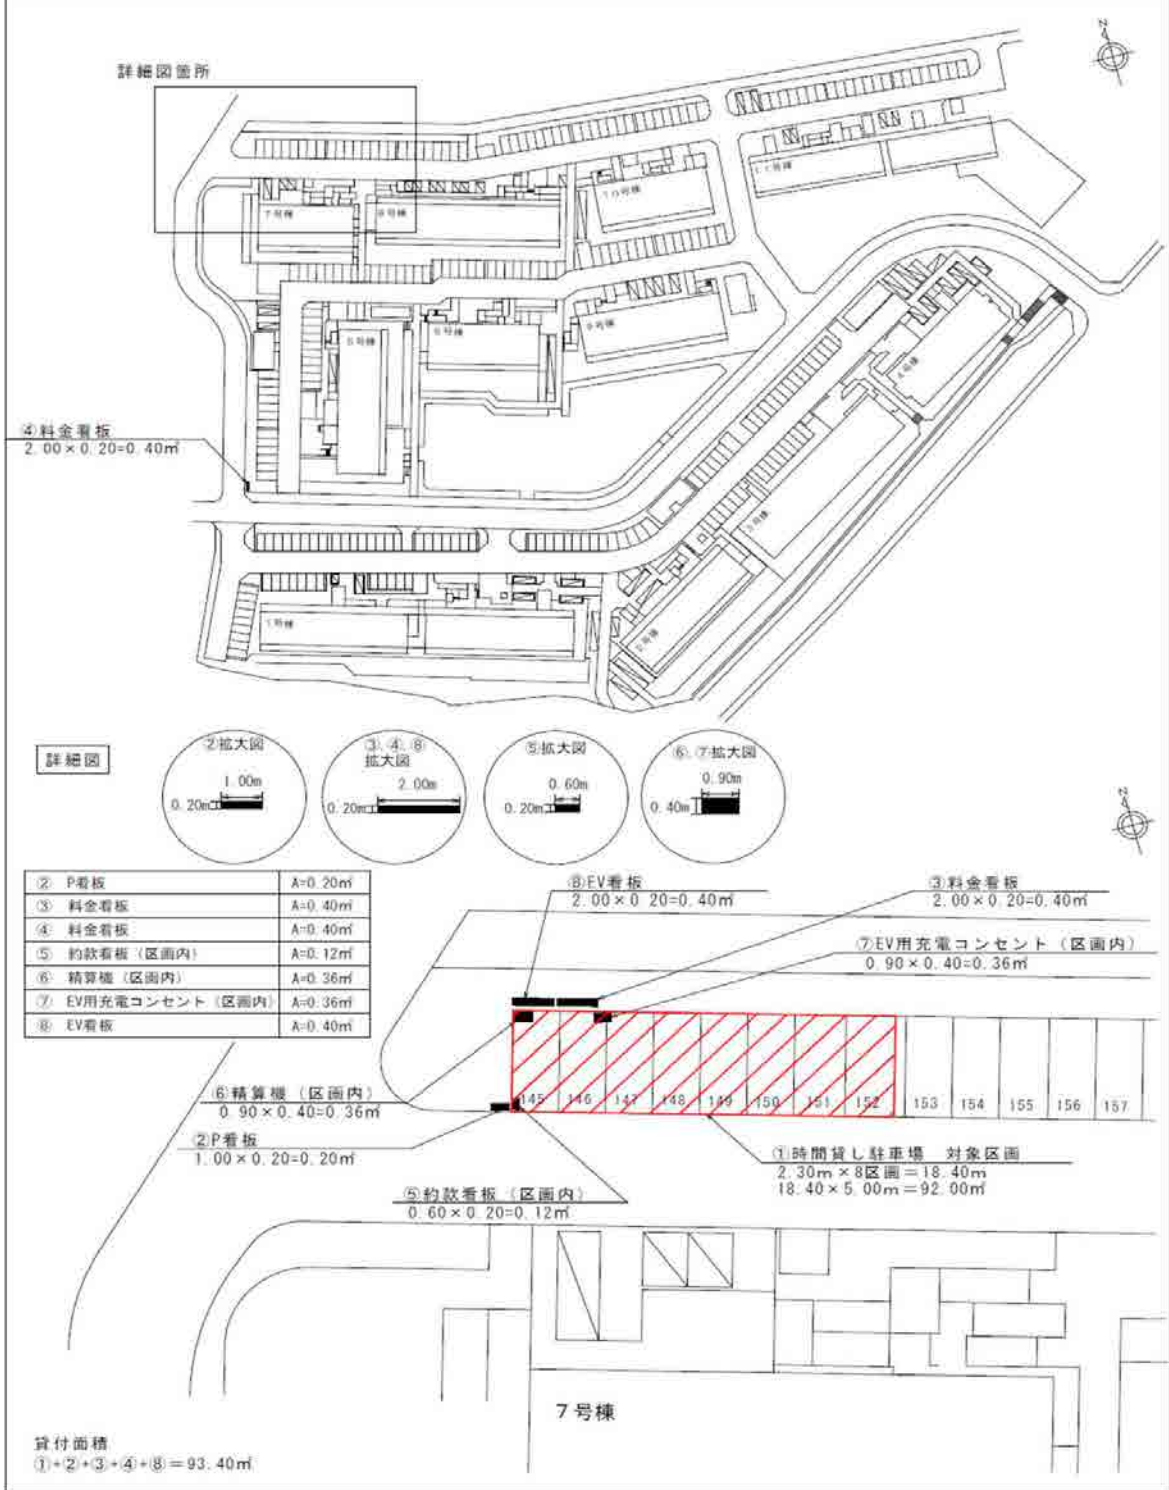 詳細図箇所
N
11号棟
10号棟
7号棟
8号棟
9号棟
6号棟
5号棟
4号棟
④料金看板
2.00×0.20=0.40㎡
3号棟
1号棟
2号棟
詳細図
②拡大図
1.00m
0.20m
③,④,⑧
拡大図
2.00m
0.20m
⑤拡大図
0.60m
0.20m
⑥,⑦拡大図
0.90m
0.40m
N
② P看板 A=0.20㎡
③ 料金看板 A=0.40㎡
④ 料金看板 A=0.40㎡
⑤ 約款看板（区画内） A=0.12㎡
⑥ 精算機（区画内） A=0.36㎡
⑦ EV用充電コンセント（区画内） A=0.36㎡
⑧ EV看板 A=0.40㎡
⑧EV看板
2.00×0.20=0.40㎡
③料金看板
2.00×0.20=0.40㎡
⑦EV用充電コンセント（区画内）
0.90×0.40=0.36㎡
⑥精算機（区画内）
0.90×0.40=0.36㎡
145 146 147 148 149 150 151 152 153 154 155 156 157
②P看板
1.00×0.20=0.20㎡
①時間貸し駐車場 対象区画
2.30m×8区画＝18.40m
18.40×5.00m＝92.00㎡
⑤約款看板（区画内）
0.60×0.20=0.12㎡
7号棟
貸付面積
①+②+③+④+⑧＝93.40㎡